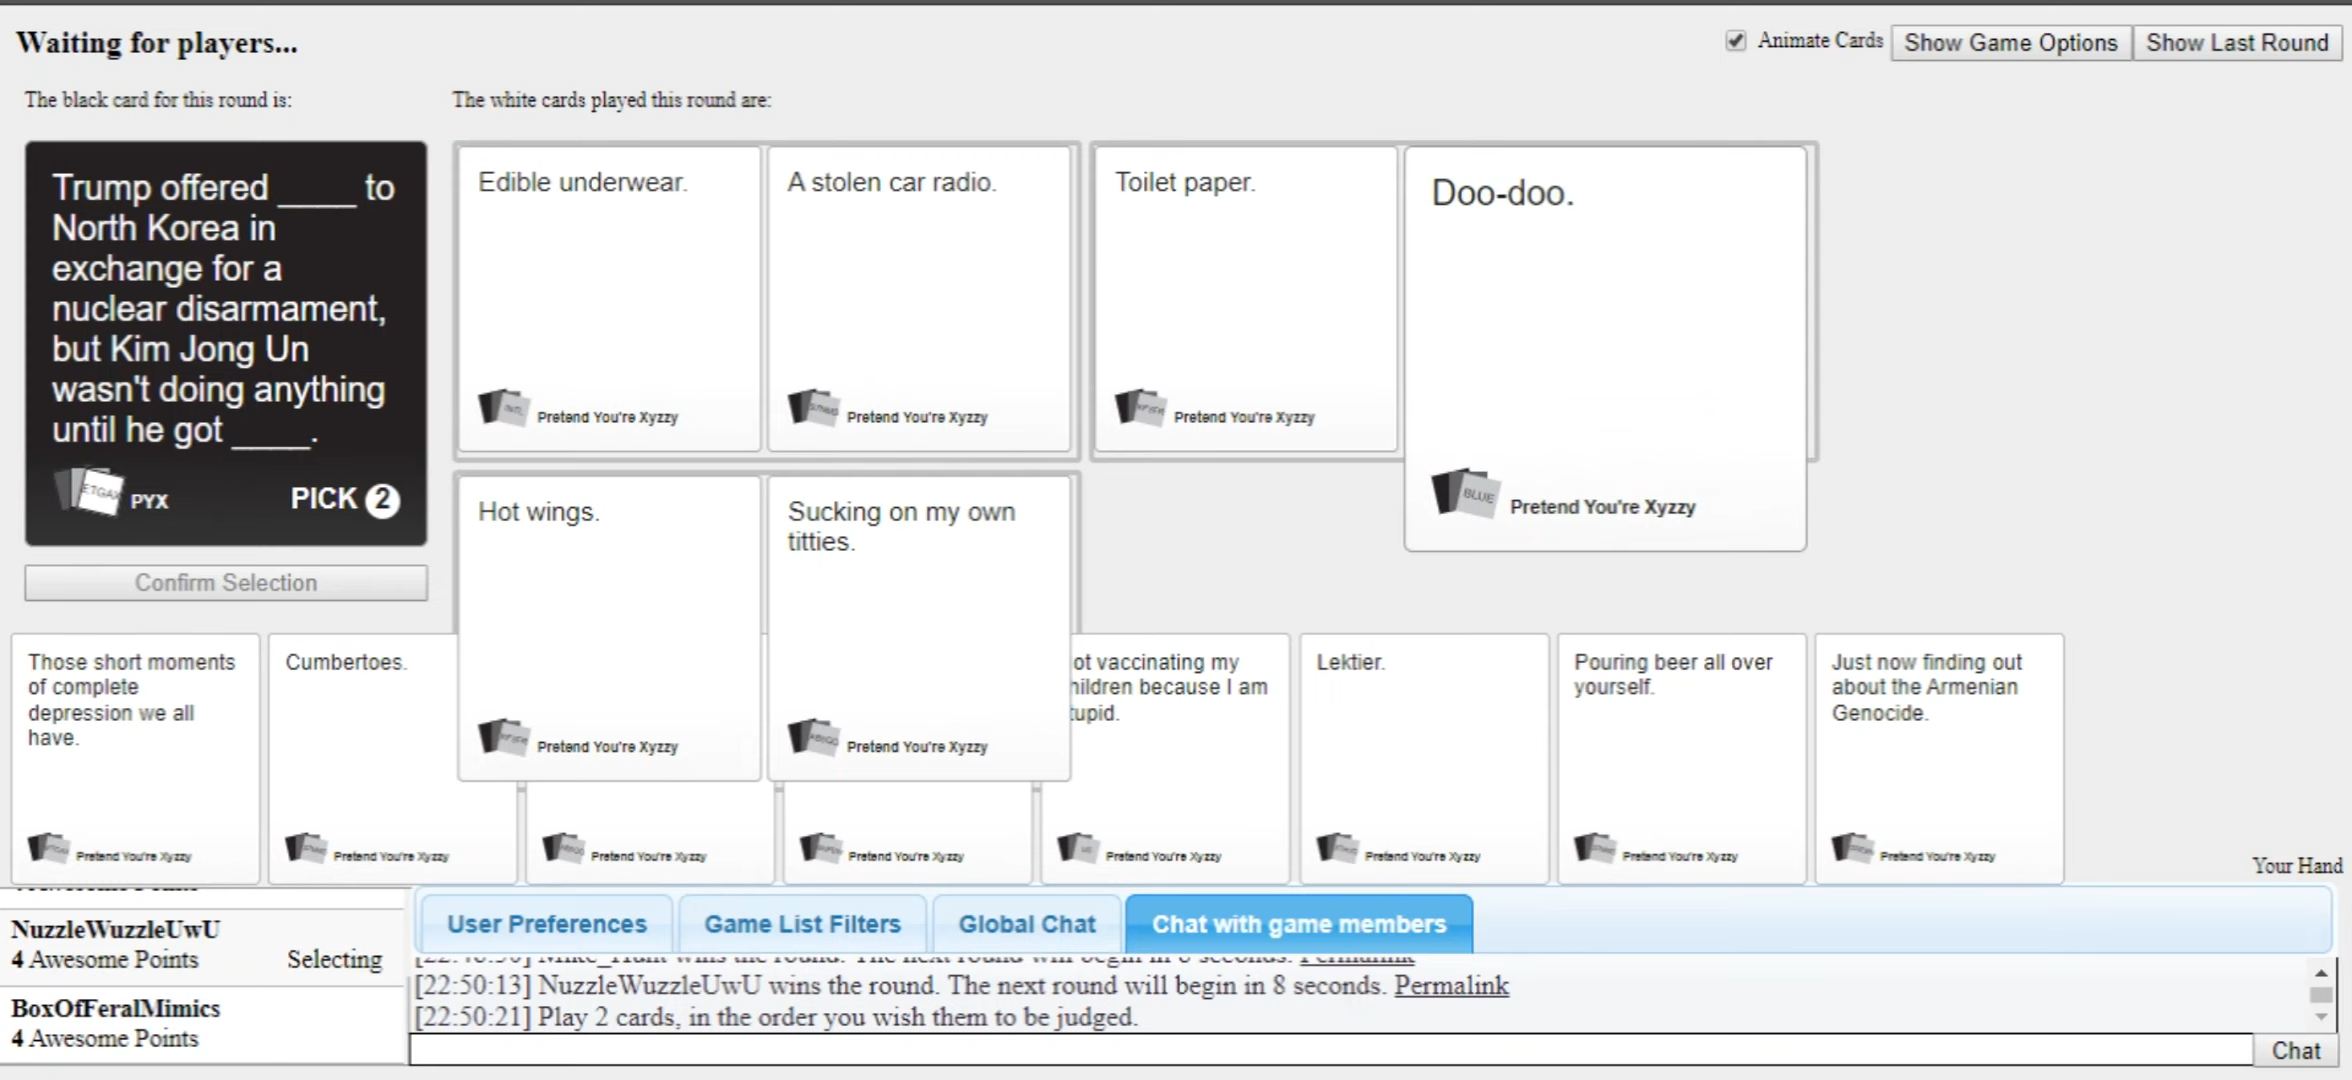 Waiting for players...
Animate Cards
Show Game Options
Show Last Round
The black card for this round is:
The white cards played this round are:
Trump offered ____ to
North Korea in
exchange for a
nuclear disarmament,
but Kim Jong Un
wasn't doing anything
until he got ____.
ETGAX
PYX
PICK 2
Edible underwear.
INTL
Pretend You're Xyzzy
A stolen car radio.
Pretend You're Xyzzy
Toilet paper.
Pretend You're Xyzzy
Doo-doo.
BLUE
Pretend You're Xyzzy
Hot wings.
Pretend You're Xyzzy
Sucking on my own
titties.
Pretend You're Xyzzy
Confirm Selection
Those short moments
of complete
depression we all
have.
Pretend You're Xyzzy
Cumbertoes.
Pretend You're Xyzzy
Pretend You're Xyzzy
Pretend You're Xyzzy
ot vaccinating my
hildren because I am
tupid.
US
Pretend You're Xyzzy
Lektier.
Pretend You're Xyzzy
Pouring beer all over
yourself.
Pretend You're Xyzzy
Just now finding out
about the Armenian
Genocide.
Pretend You're Xyzzy
Your Hand
NuzzleWuzzleUwU
4 Awesome Points
Selecting
BoxOfFeralMimics
4 Awesome Points
User Preferences
Game List Filters
Global Chat
Chat with game members
[22:50:13] NuzzleWuzzleUwU wins the round. The next round will begin in 8 seconds. Permalink
[22:50:21] Play 2 cards, in the order you wish them to be judged.
Chat